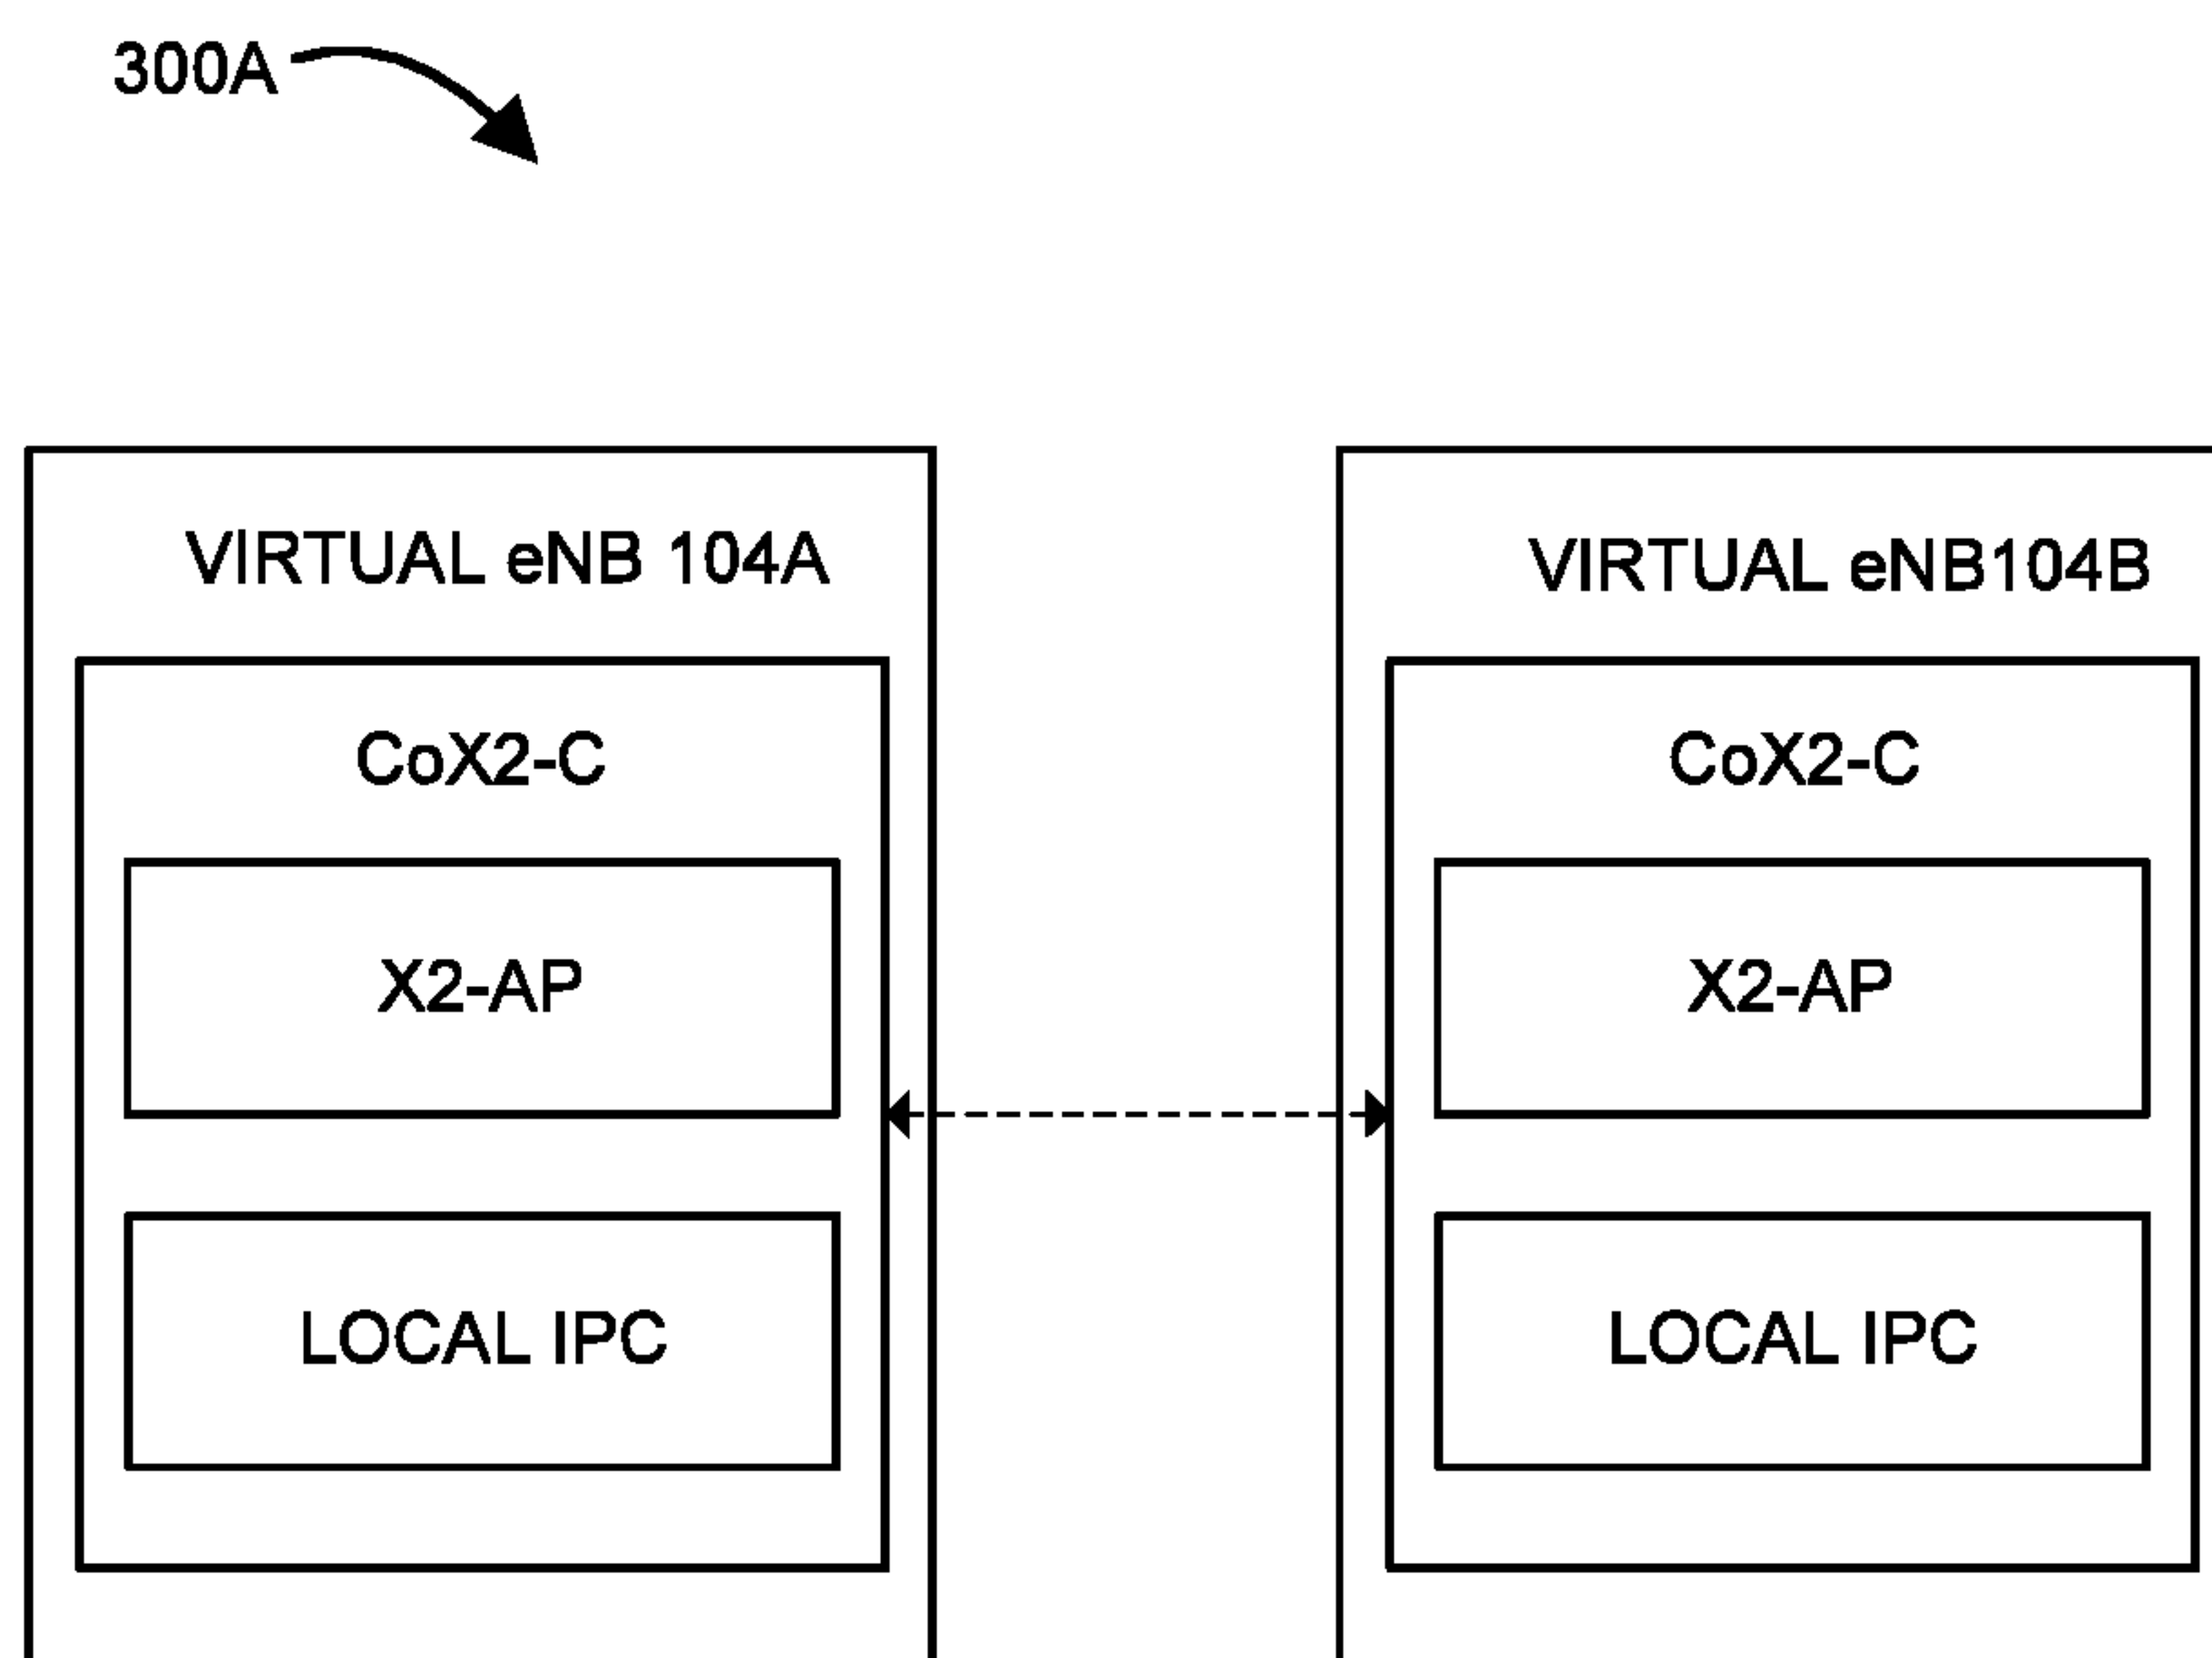 300A
VIRTUAL eNB 104A
CoX2-C
X2-AP
LOCAL IPC
VIRTUAL eNB104B
CoX2-C
X2-AP
LOCAL IPC